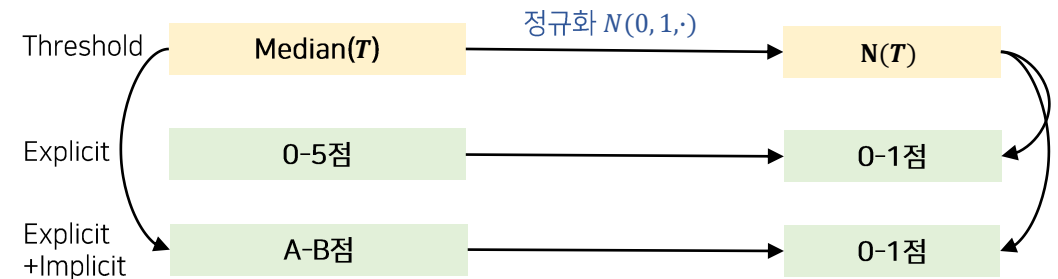 정규화 N(0, 1,·)
Threshold Median(T) N(T)
Explicit 0-5점 0-1점
Explicit
+Implicit A-B점 0-1점